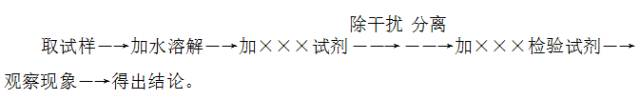 除干扰 分离
取试样—→加水溶解—→加×××试剂—→—→加×××检验试剂—→
观察现象—→得出结论。